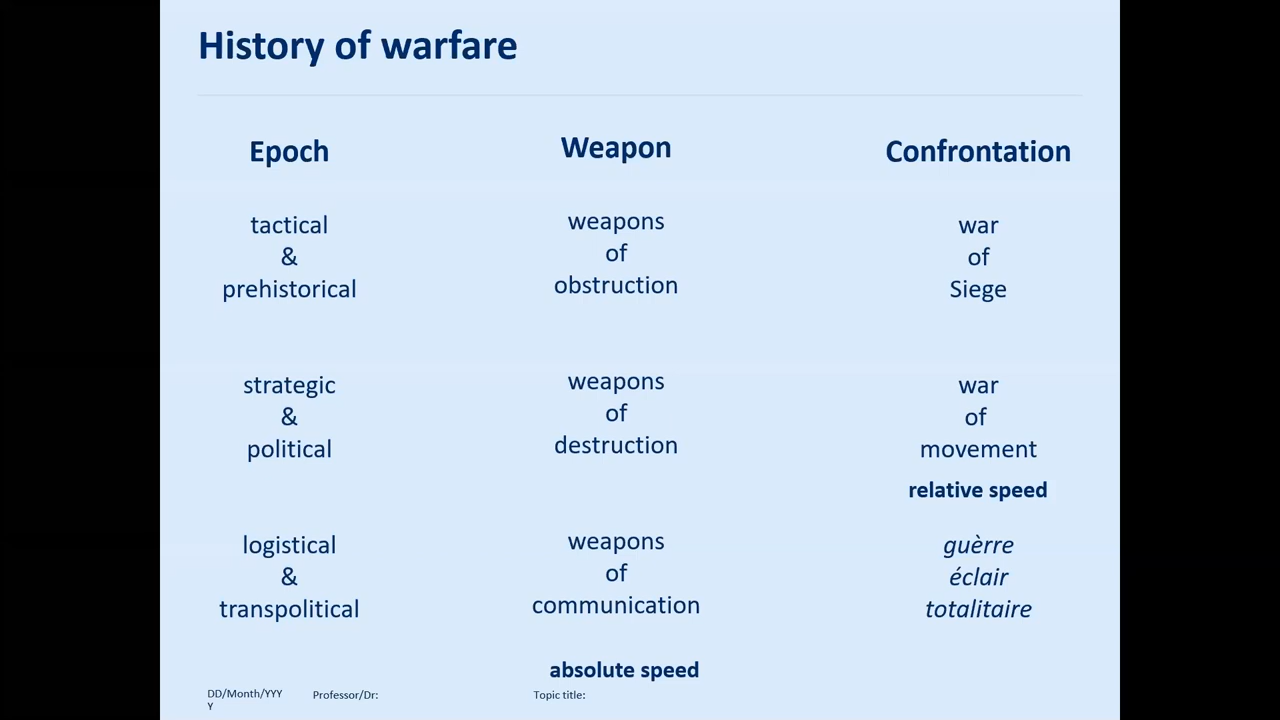 History of warfare
Epoch
Weapon
Confrontation
tactical
&
prehistorical
weapons
of
obstruction
war
of
Siege
strategic
&
political
weapons
of
destruction
war
of
movement
relative speed
logistical
&
transpolitical
weapons
of
communication
guèrre
éclair
totalitaire
absolute speed
DD/Month/YYY
Y
Professor/Dr:
Topic title: